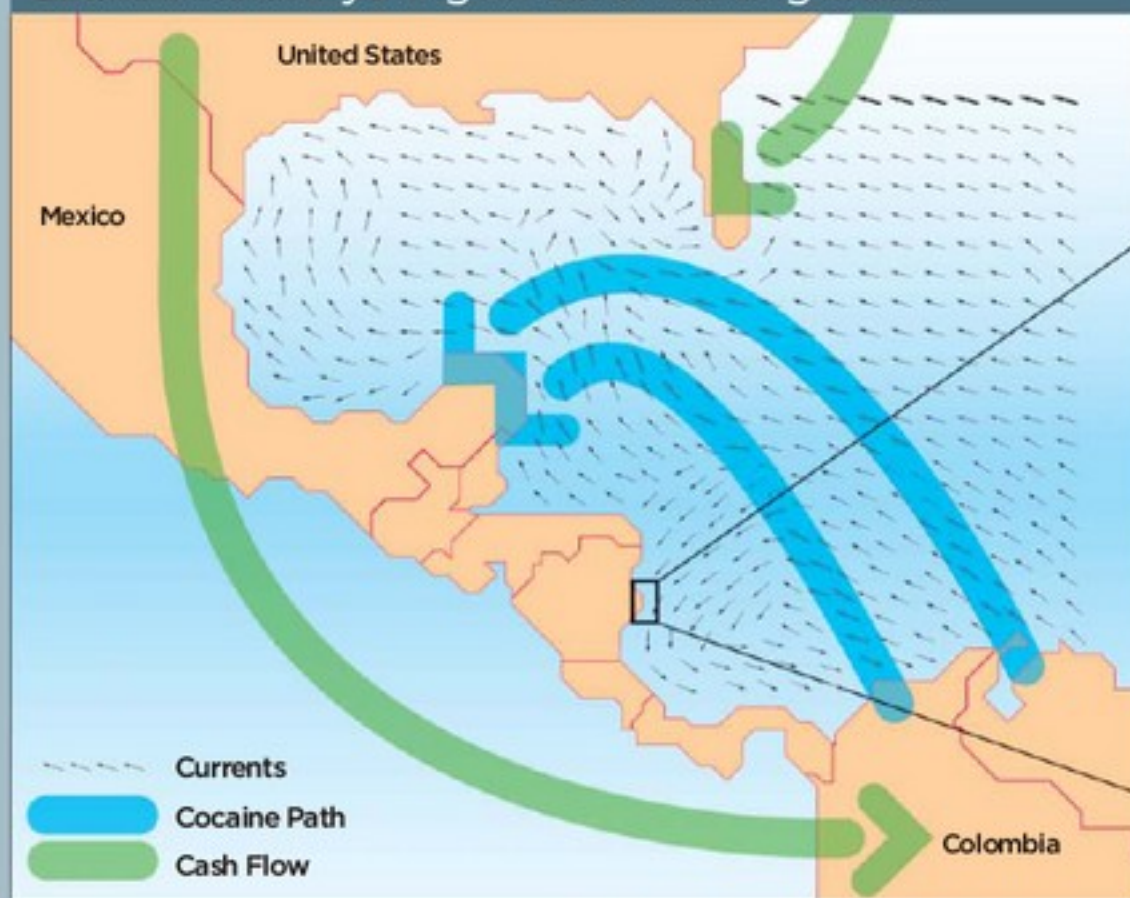 United States
Mexico
Currents
Cocaine Path
Cash Flow
Colombia